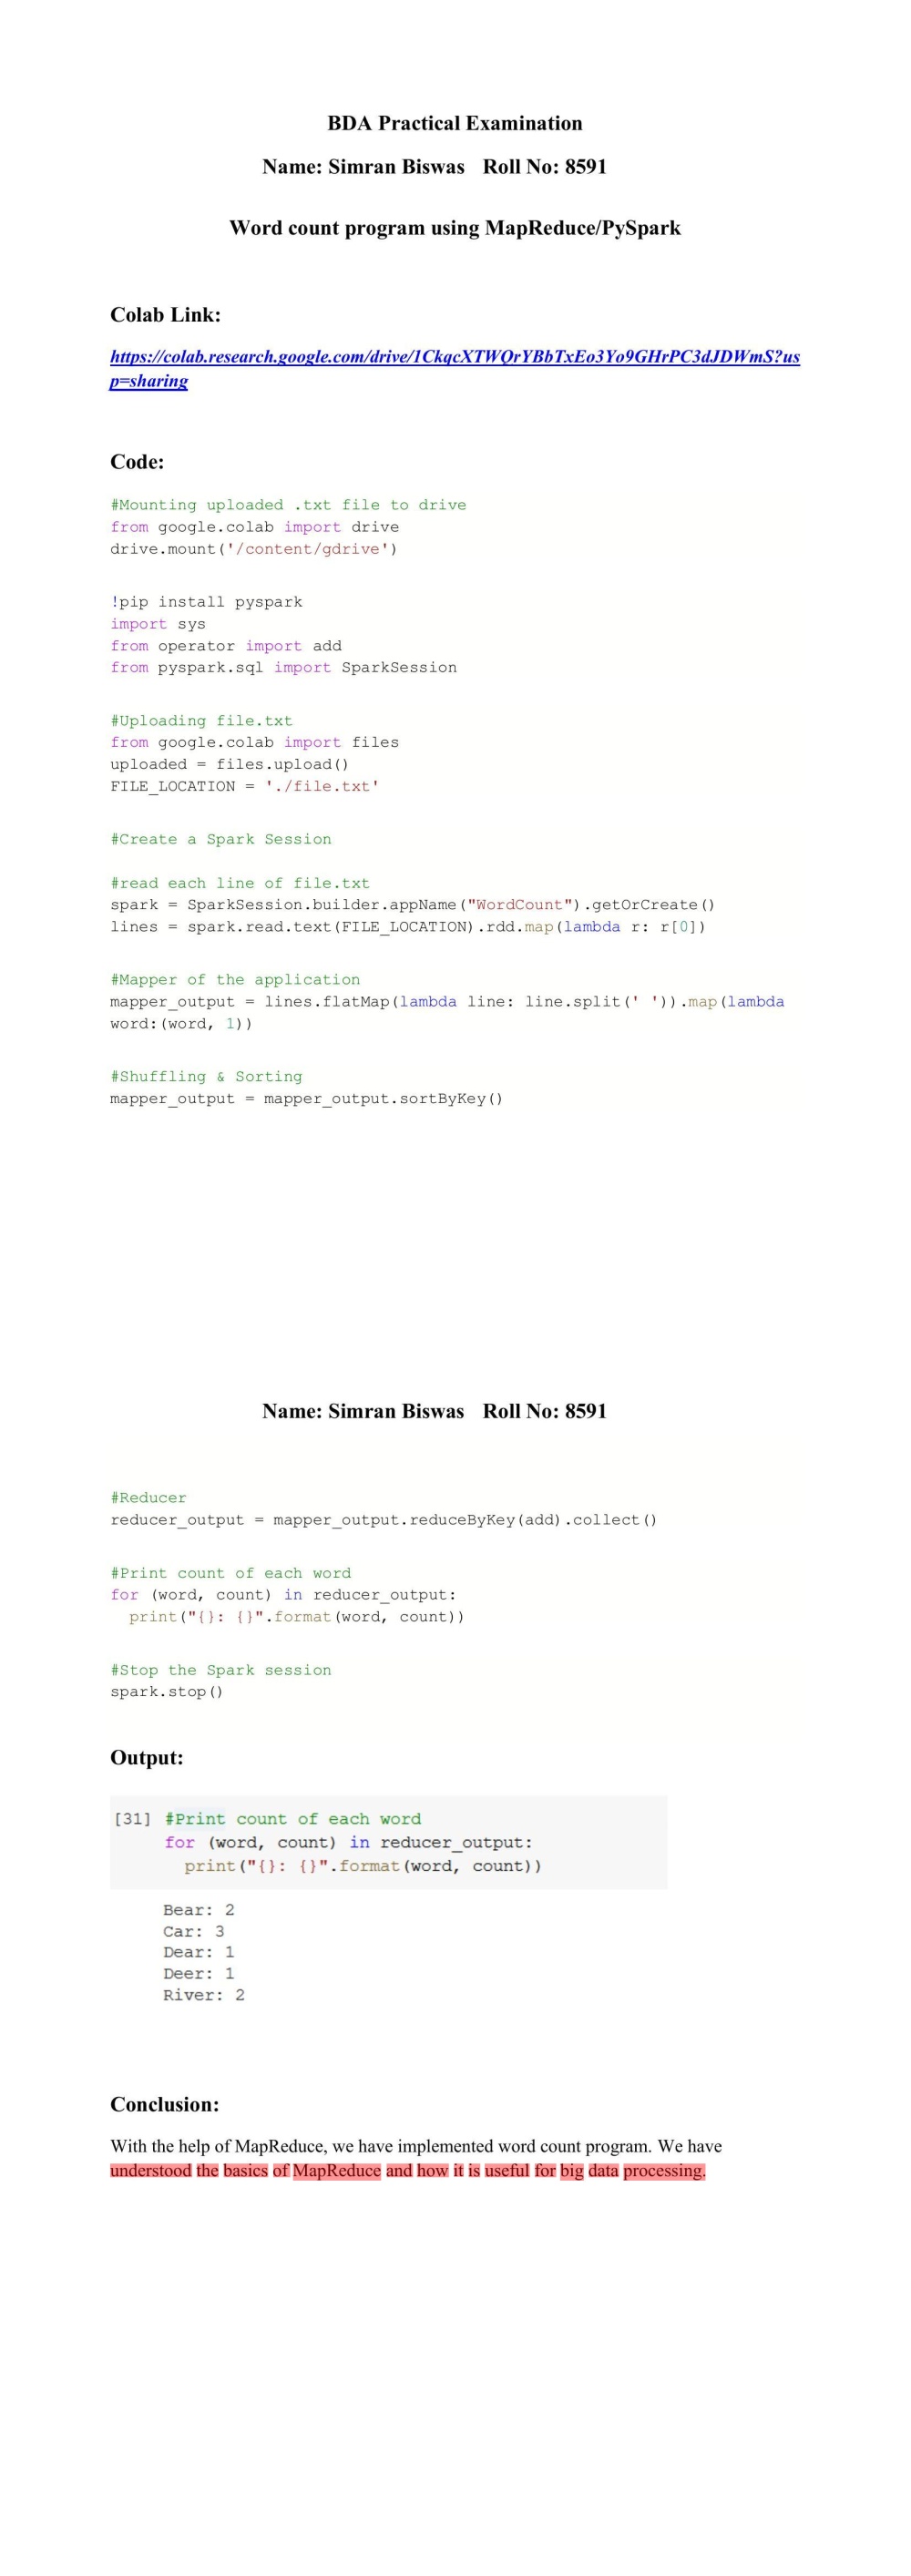 BDA Practical Examination
Name: Simran Biswas Roll No: 8591
Word count program using MapReduce/PySpark
Colab Link:
https://colab.research.google.com/drive/1CkqcXTWQrYBbTxEo3Yo9GHrPC3dJDWmS?us
p=sharing
Code:
#Mounting uploaded .txt file to drive
from google.colab import drive
drive.mount('/content/gdrive')
!pip install pyspark
import sys
from operator import add
from pyspark.sql import SparkSession
#Uploading file.txt
from google.colab import files
uploaded = files.upload()
FILE_LOCATION = './file.txt'
#Create a Spark Session
#read each line of file.txt
spark = SparkSession.builder.appName("WordCount").getOrCreate()
lines = spark.read.text(FILE_LOCATION).rdd.map(lambda r: r[0])
#Mapper of the application
mapper_output = lines.flatMap(lambda line: line.split(' ')).map(lambda
word:(word, 1))
#Shuffling & Sorting
mapper_output = mapper_output.sortByKey()
Name: Simran Biswas Roll No: 8591
#Reducer
reducer_output = mapper_output.reduceByKey(add).collect()
#Print count of each word
for (word, count) in reducer_output:
  print("{}: {}".format(word, count))
#Stop the Spark session
spark.stop()
Output:
[31] #Print count of each word
for (word, count) in reducer_output:
  print("{}: {}".format(word, count))
Bear: 2
Car: 3
Dear: 1
Deer: 1
River: 2
Conclusion:
With the help of MapReduce, we have implemented word count program. We have
understood the basics of MapReduce and how it is useful for big data processing.